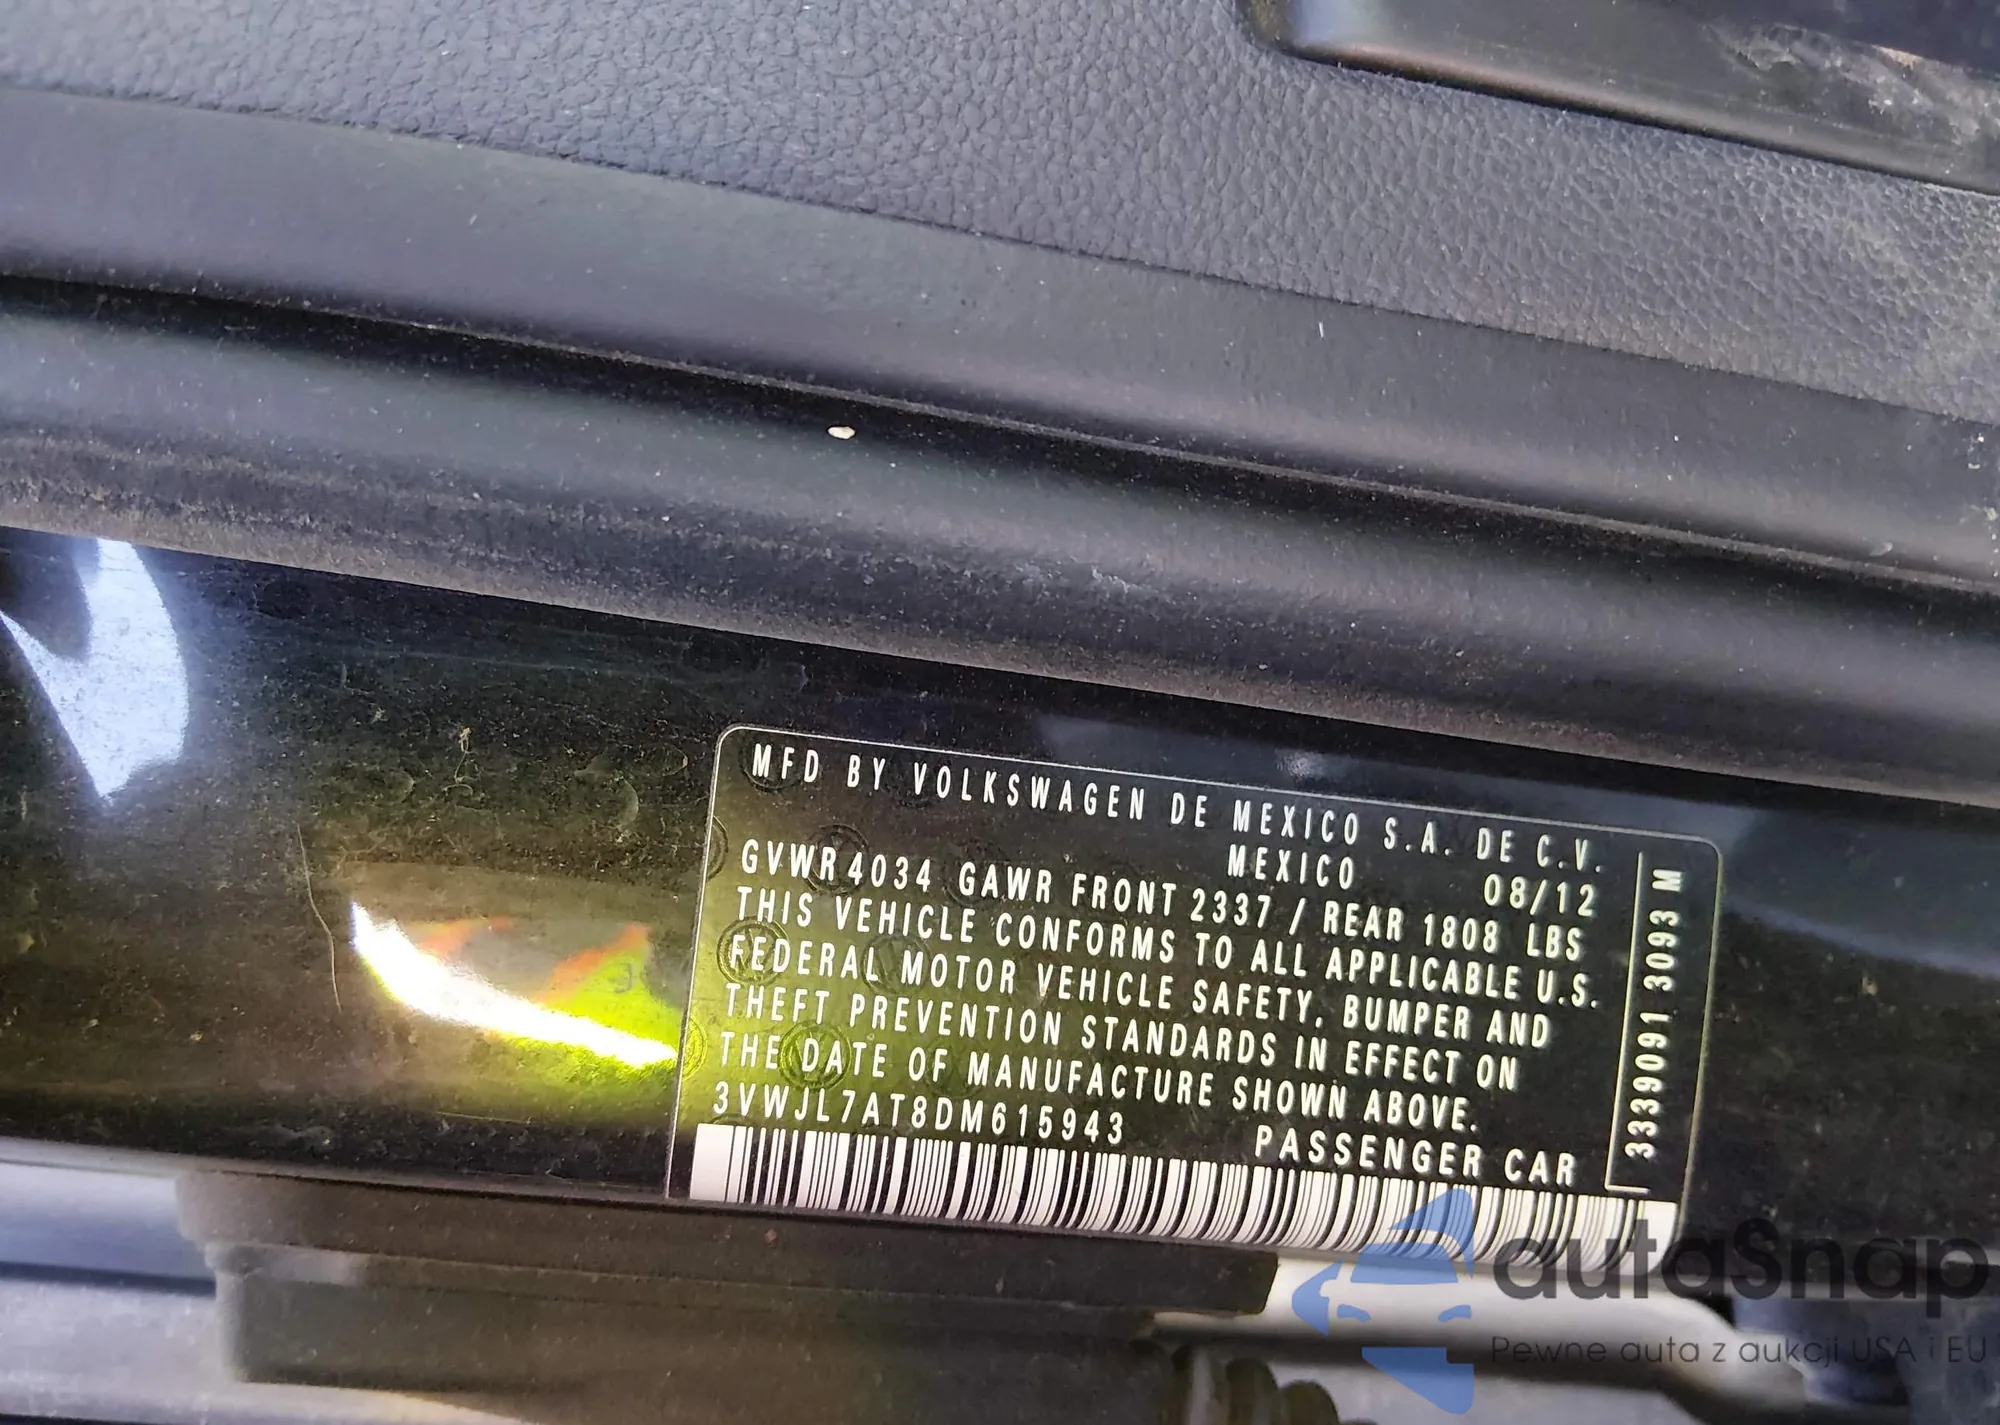 MFD BY VOLKSWAGEN DE MEXICO S.A. DE C.V.
MEXICO 08/12
GVWR 4034 GAWR FRONT 2337 / REAR 1808 LBS
THIS VEHICLE CONFORMS TO ALL APPLICABLE U.S.
FEDERAL MOTOR VEHICLE SAFETY, BUMPER AND
THEFT PREVENTION STANDARDS IN EFFECT ON
THE DATE OF MANUFACTURE SHOWN ABOVE.
3VWJL7AT8DM615943 PASSENGER CAR
3339091 3093 M
autaSnap
Pewne auta z aukcji USA i EU